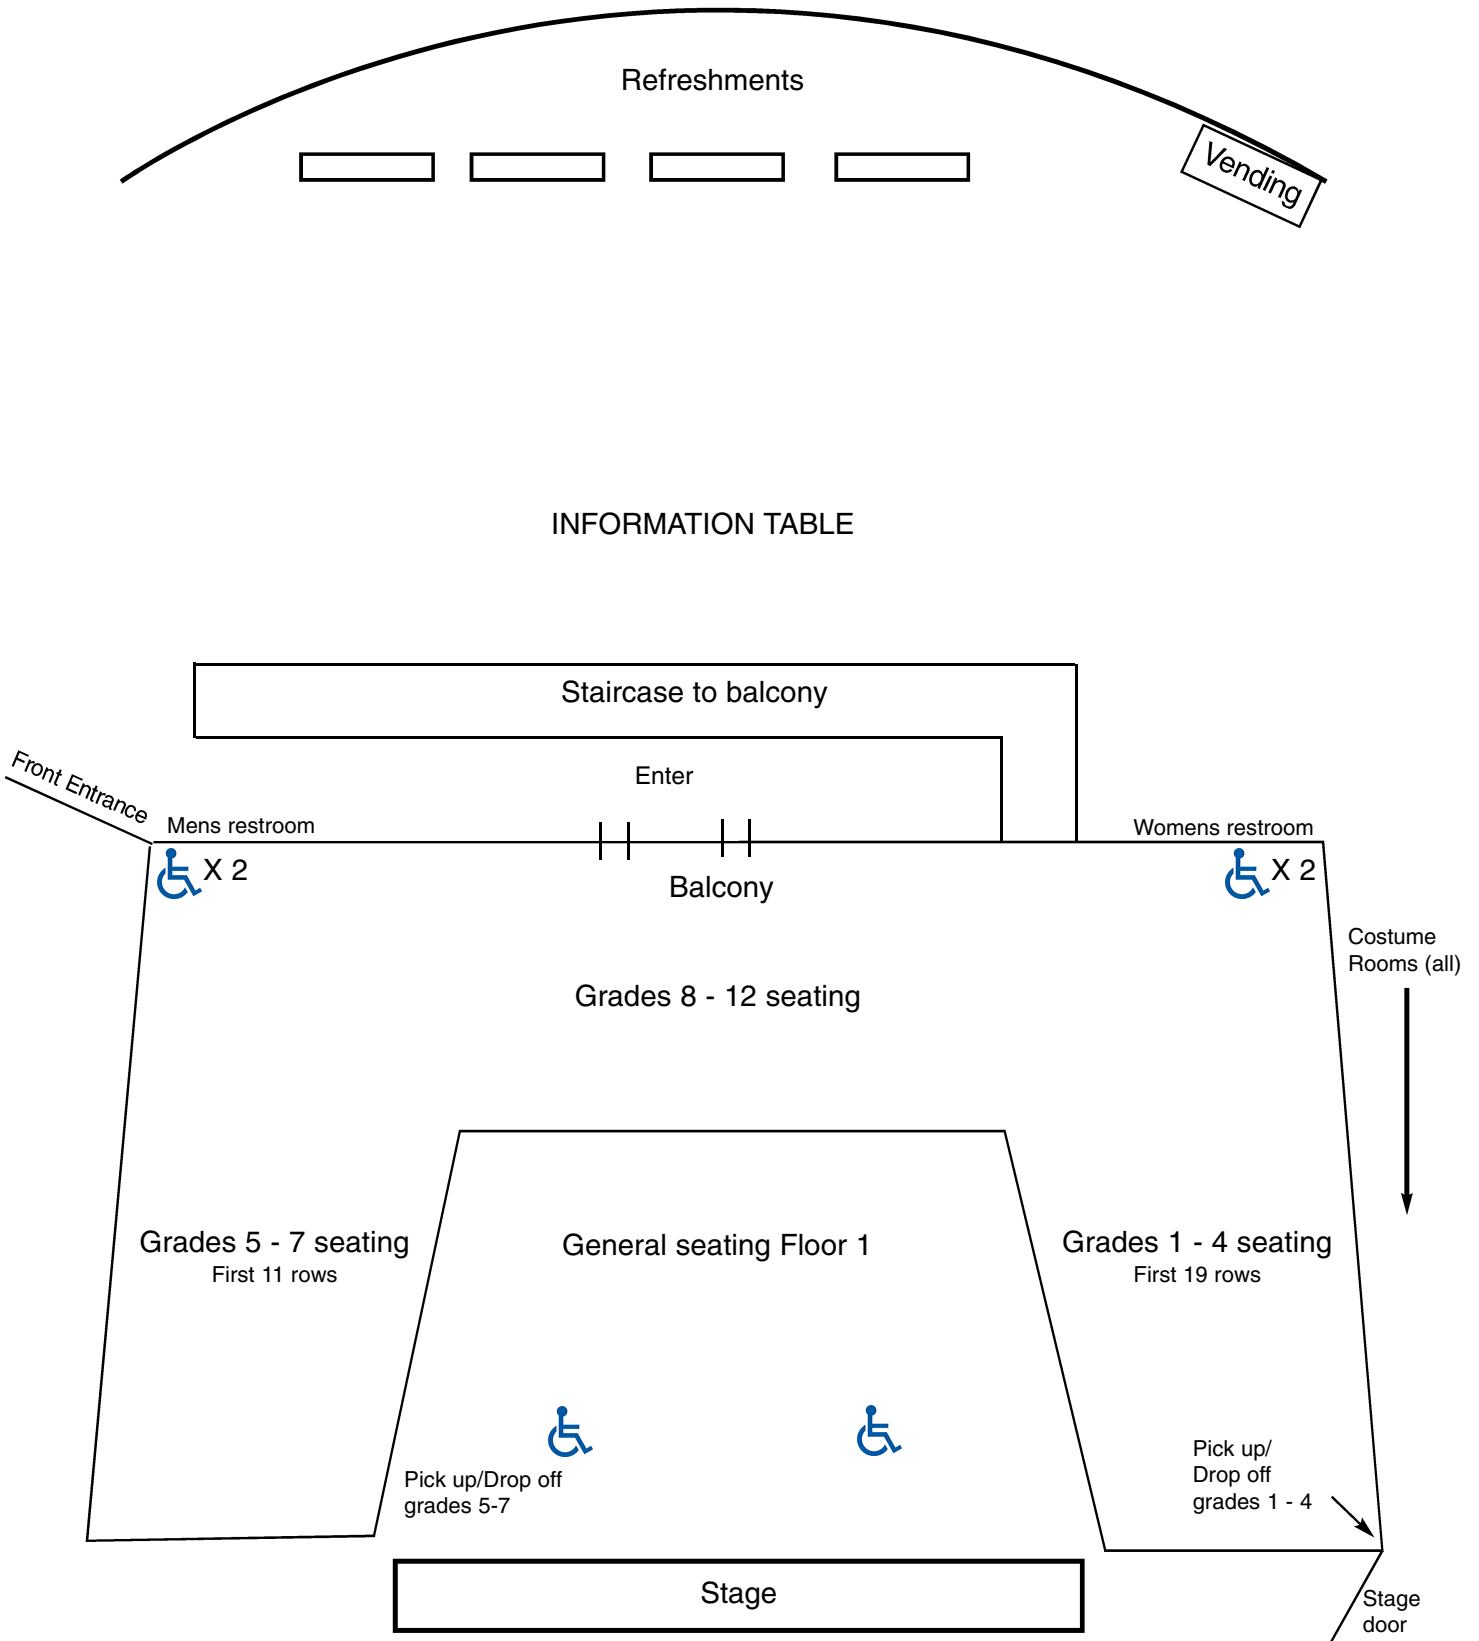 Refreshments
Vending
INFORMATION TABLE
Staircase to balcony
Front Entrance
Enter
Mens restroom
Womens restroom
X 2
X 2
Balcony
Costume
Rooms (all)
Grades 8 - 12 seating
Grades 5 - 7 seating
First 11 rows
General seating Floor 1
Grades 1 - 4 seating
First 19 rows
Pick up/Drop off
grades 5-7
Pick up/
Drop off
grades 1 - 4
Stage
Stage
door